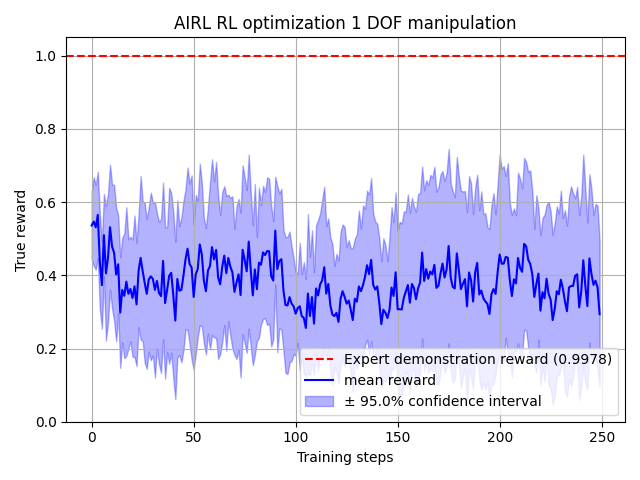 AIRL RL optimization 1 DOF manipulation
1.0
0.8
0.6
0.4
0.2
0.0
True reward
Expert demonstration reward (0.9978)
mean reward
± 95.0% confidence interval
0 50 100 150 200 250
Training steps